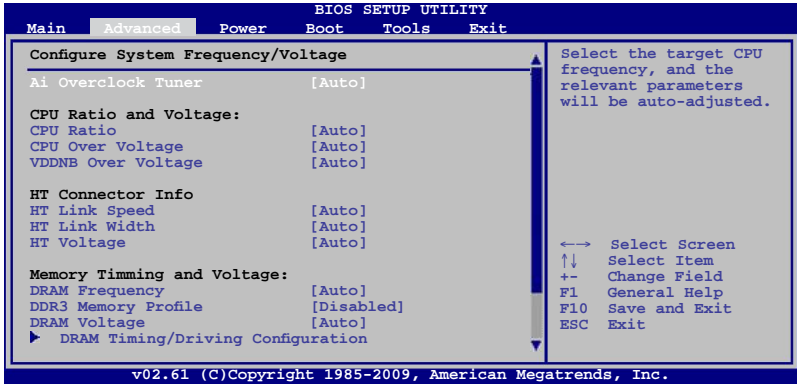 BIOS SETUP UTILITY
Main Advanced Power Boot Tools Exit
Configure System Frequency/Voltage
Ai Overclock Tuner [Auto]
CPU Ratio and Voltage:
CPU Ratio [Auto]
CPU Over Voltage [Auto]
VDDNB Over Voltage [Auto]
HT Connector Info
HT Link Speed [Auto]
HT Link Width [Auto]
HT Voltage [Auto]
Memory Timming and Voltage:
DRAM Frequency [Auto]
DDR3 Memory Profile [Disabled]
DRAM Voltage [Auto]
DRAM Timing/Driving Configuration
Select the target CPU
frequency, and the
relevant parameters
will be auto-adjusted.
←→ Select Screen
↑↓ Select Item
+- Change Field
F1 General Help
F10 Save and Exit
ESC Exit
v02.61 (C)Copyright 1985-2009, American Megatrends, Inc.